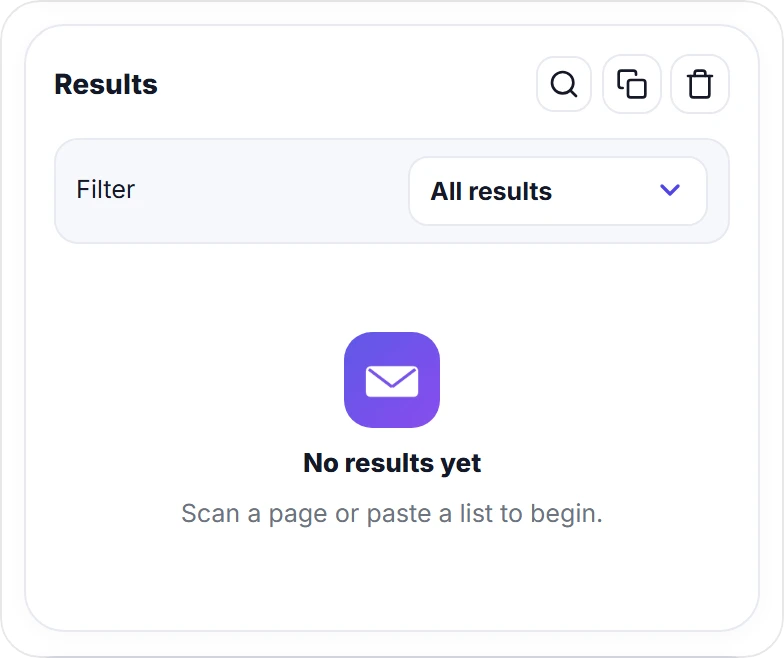 Results
Filter
All results
No results yet
Scan a page or paste a list to begin.